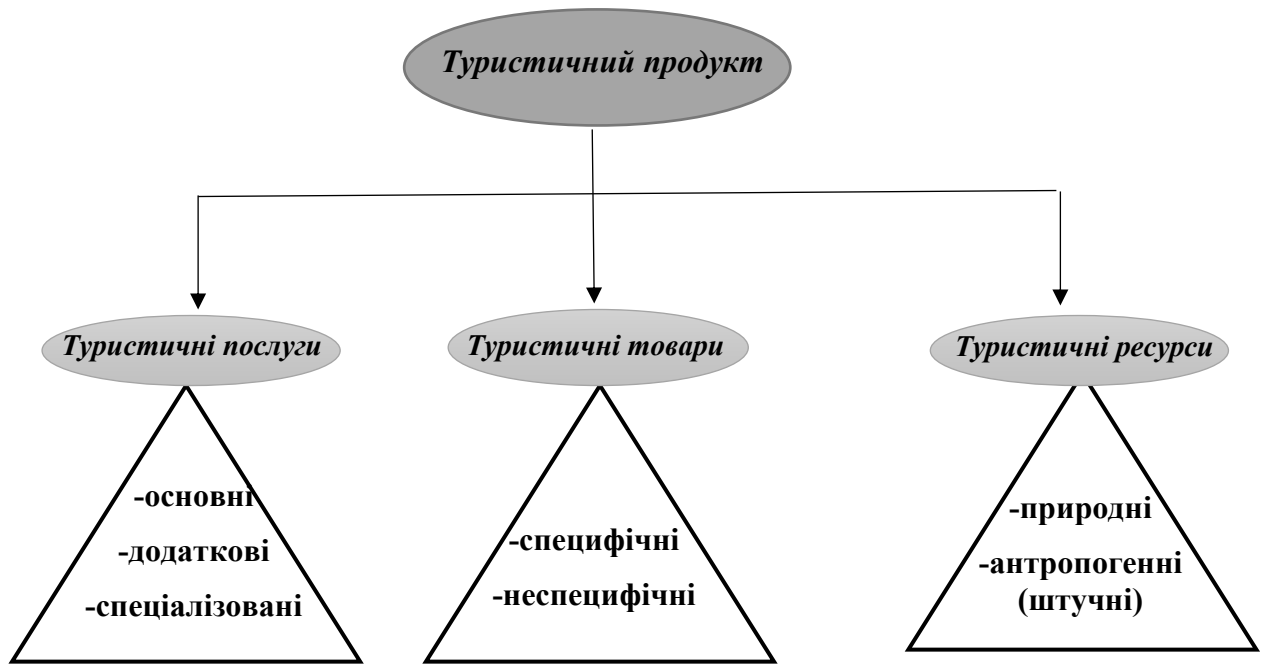 Туристичний продукт
Туристичні послуги
-основні
-додаткові
-спеціалізовані
Туристичні товари
-специфічні
-неспецифічні
Туристичні ресурси
-природні
-антропогенні
(штучні)